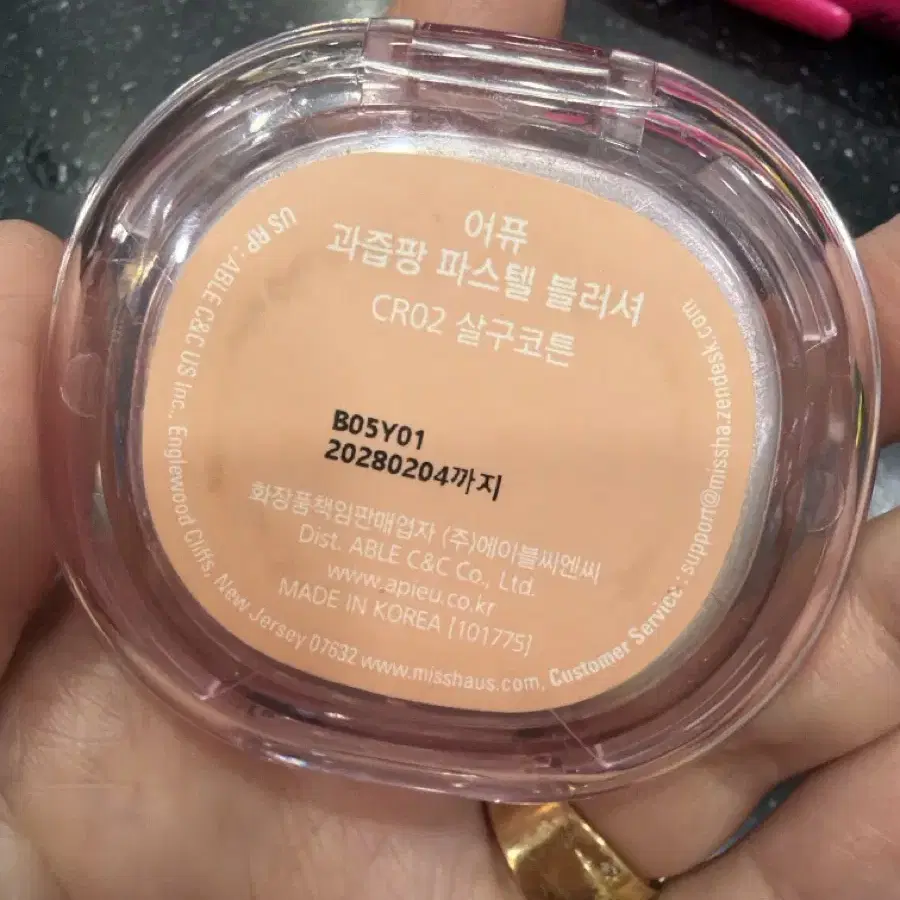 어퓨
과즙팡 파스텔 블러셔
CR02 살구코튼
B05Y01
20280204까지
화장품책임판매업자 (주)에이블씨엔씨
Dist. ABLE C&C Co., Ltd.
www.apieu.co.kr
MADE IN KOREA [101775]
US RP : ABLE C&C US Inc., Englewood Cliffs, New Jersey 07632 www.misshaus.com, Customer Service : support@missha.zendesk.com